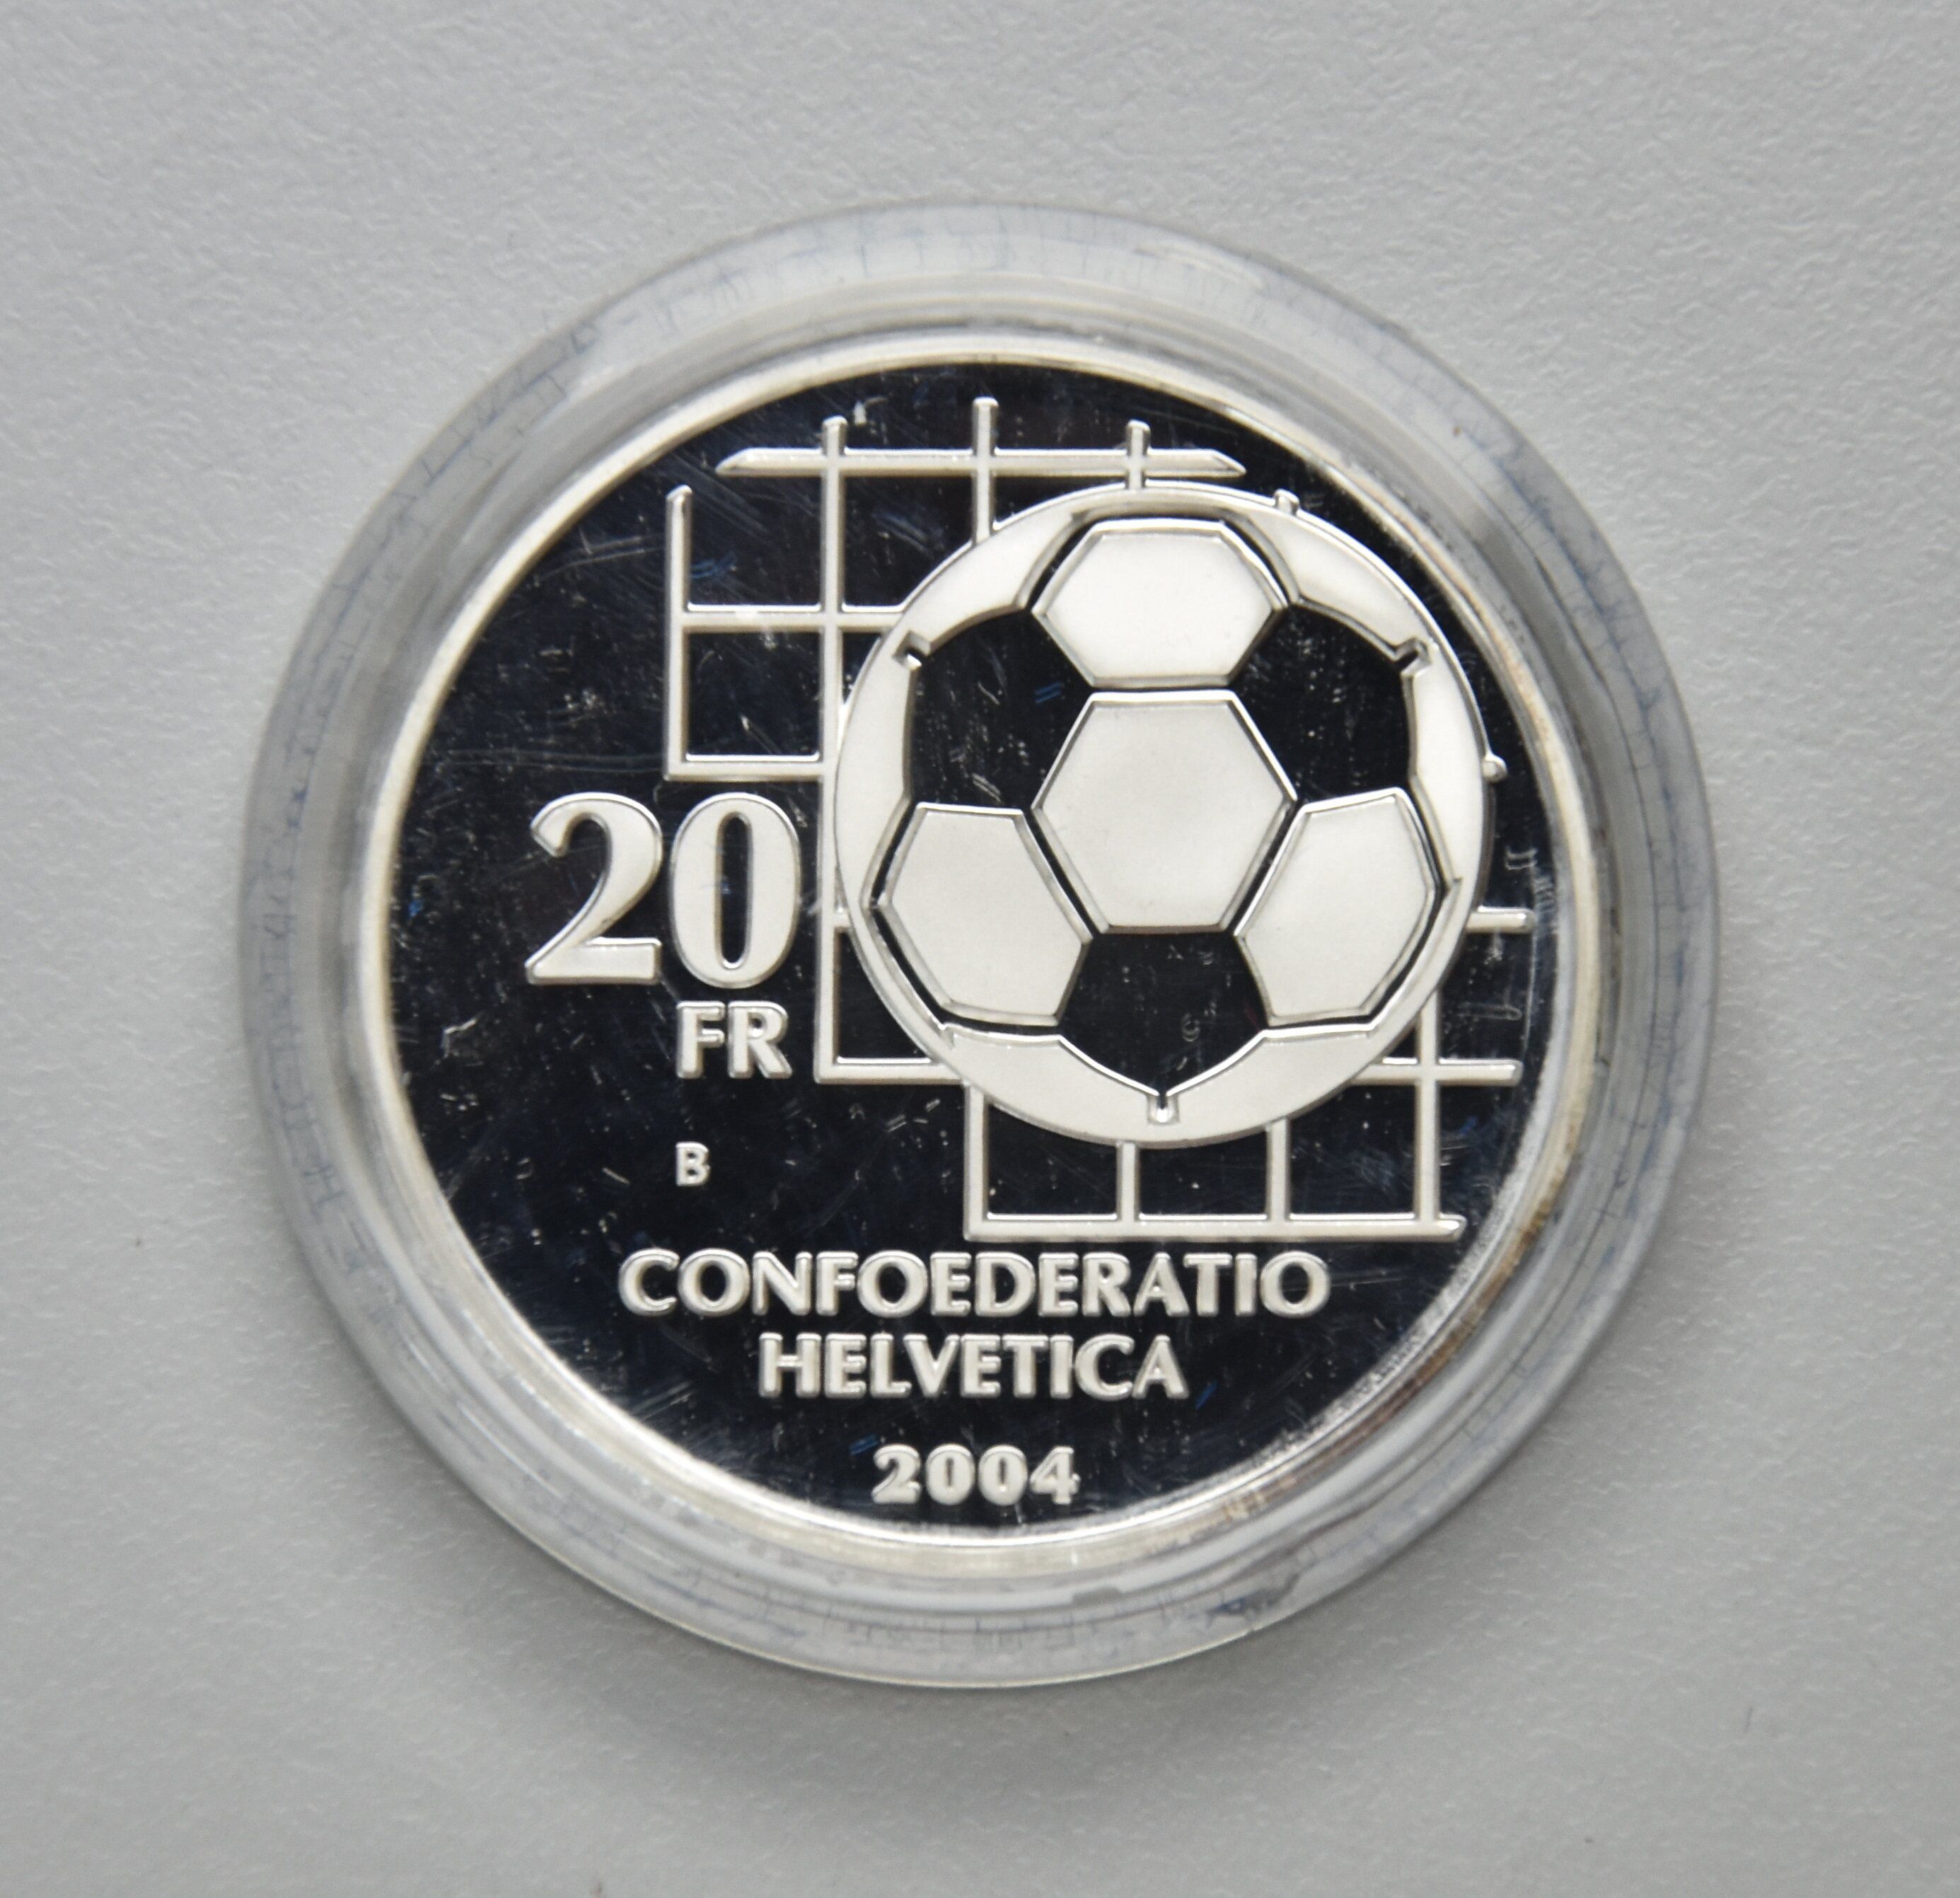 20
FR
B
CONFOEDERATIO
HELVETICA
2004